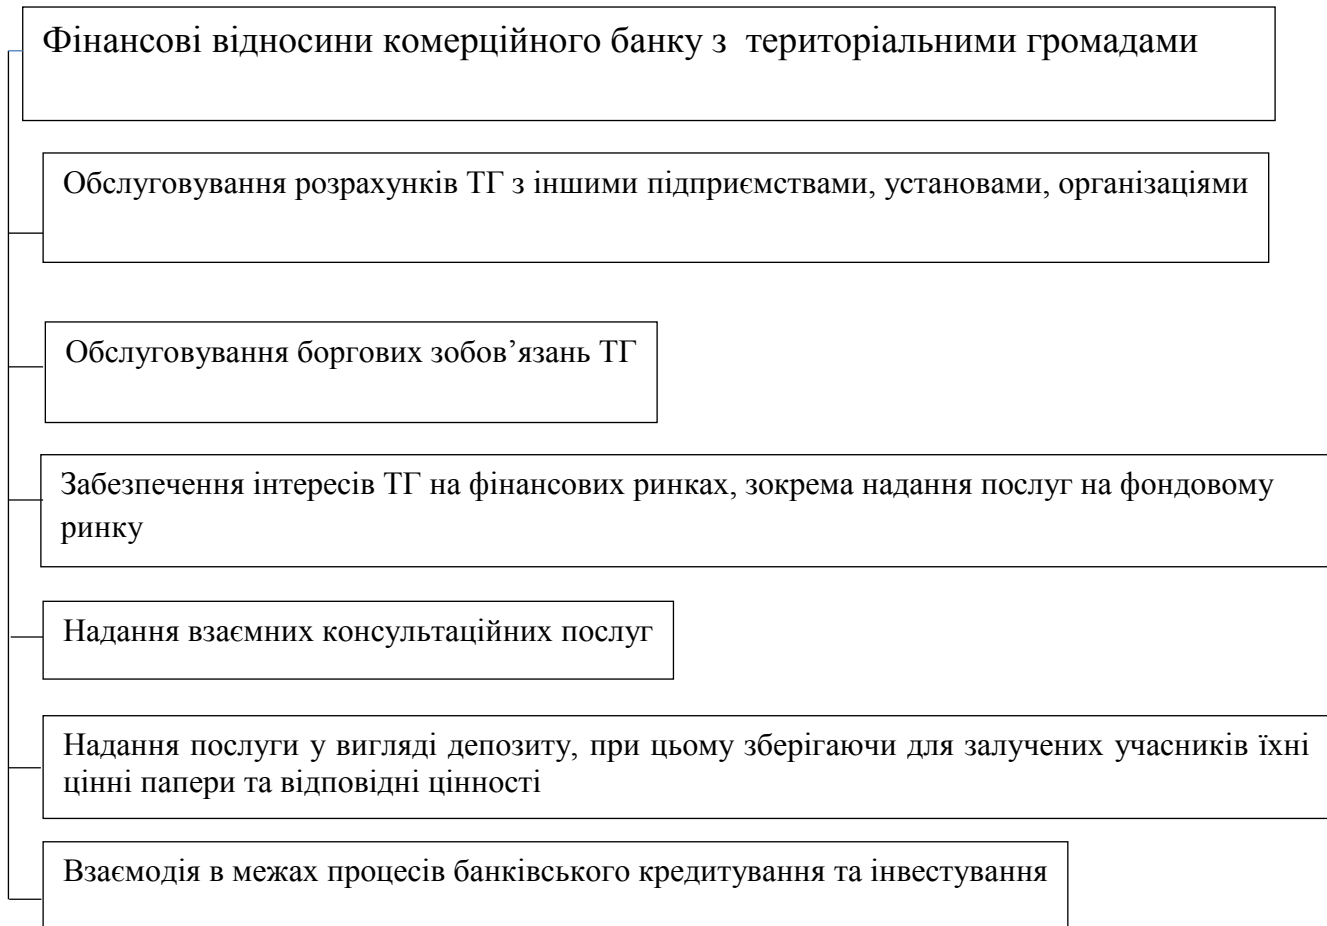 Фінансові відносини комерційного банку з територіальними громадами
Обслуговування розрахунків ТГ з іншими підприємствами, установами, організаціями
Обслуговування боргових зобов’язань ТГ
Забезпечення інтересів ТГ на фінансових ринках, зокрема надання послуг на фондовому
ринку
Надання взаємних консультаційних послуг
Надання послуги у вигляді депозиту, при цьому зберігаючи для залучених учасників їхні
цінні папери та відповідні цінності
Взаємодія в межах процесів банківського кредитування та інвестування